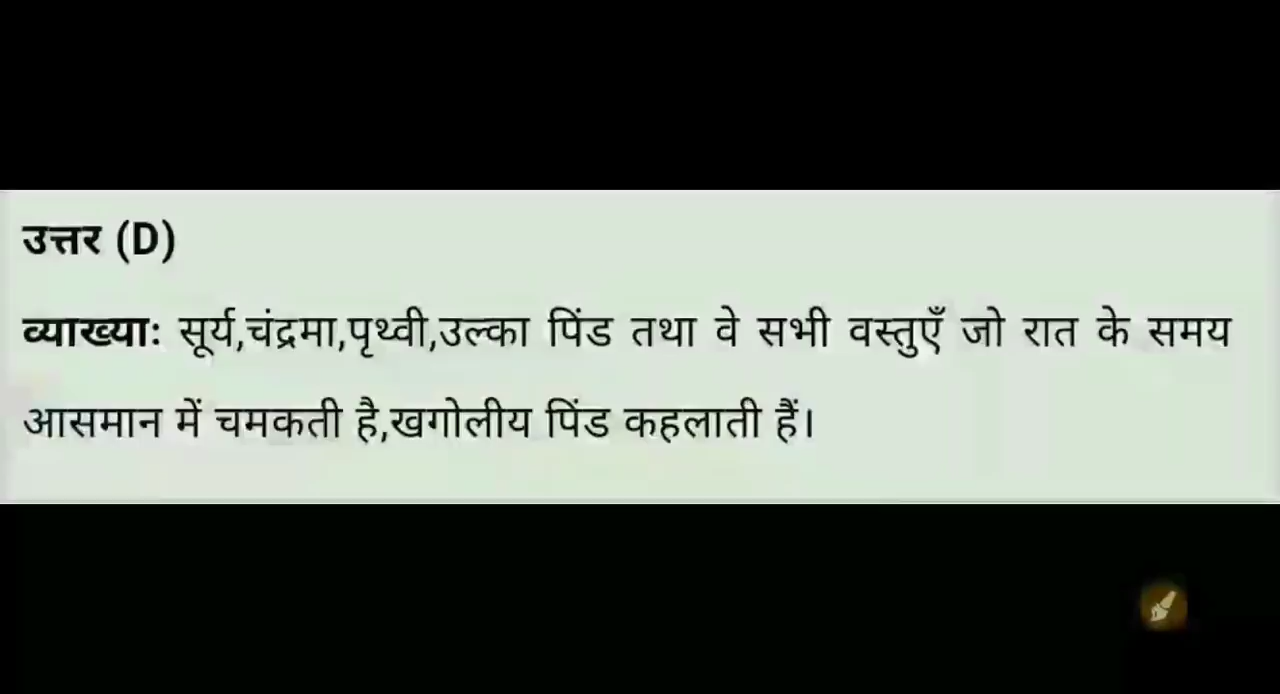 उत्तर (D)
व्याख्याः सूर्य,चंद्रमा,पृथ्वी,उल्का पिंड तथा वे सभी वस्तुएँ जो रात के समय
आसमान में चमकती है,खगोलीय पिंड कहलाती हैं।